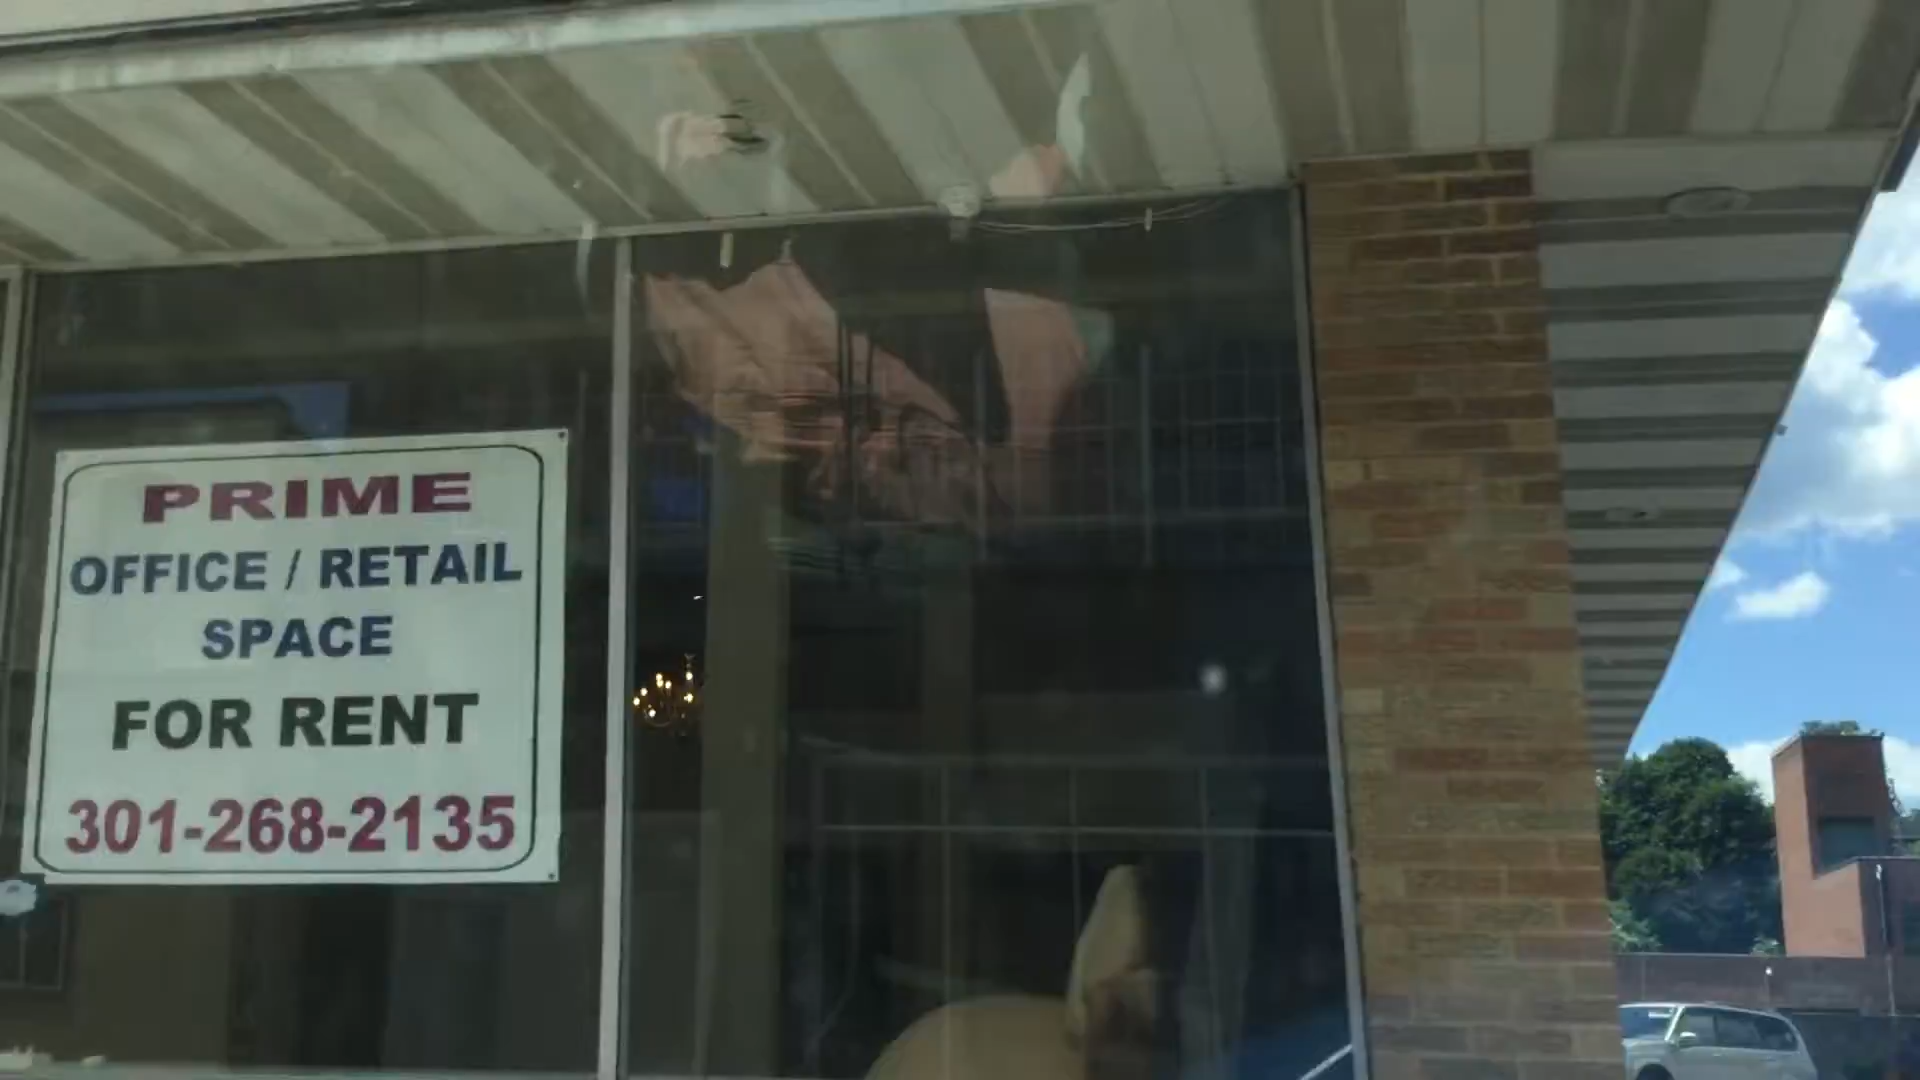 PRIME
OFFICE / RETAIL
SPACE
FOR RENT
301-268-2135